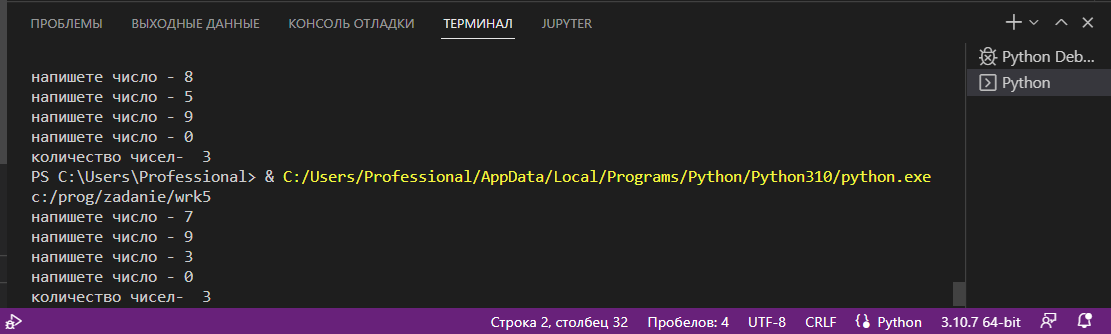 ПРОБЛЕМЫ ВЫХОДНЫЕ ДАННЫЕ КОНСОЛЬ ОТЛАДКИ ТЕРМИНАЛ JUPYTER
напишете число - 8
напишете число - 5
напишете число - 9
напишете число - 0
количество чисел-  3
PS C:\Users\Professional> & C:/Users/Professional/AppData/Local/Programs/Python/Python310/python.exe
c:/prog/zadanie/wrk5
напишете число - 7
напишете число - 9
напишете число - 3
напишете число - 0
количество чисел-  3
Python Deb...
Python
Строка 2, столбец 32 Пробелов: 4 UTF-8 CRLF Python 3.10.7 64-bit